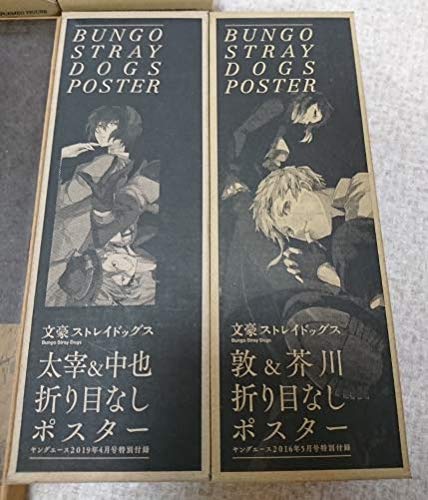 BUNGO
STRAY
DOGS
POSTER
文豪ストレイドッグス
Bungo Stray Dogs
太宰&中也
折り目なし
ポスター
ヤングエース2019年4月号特別付録
BUNGO
STRAY
DOGS
POSTER
文豪ストレイドッグス
Bungo Stray Dogs
敦&芥川
折り目なし
ポスター
ヤングエース2016年5月号特別付録